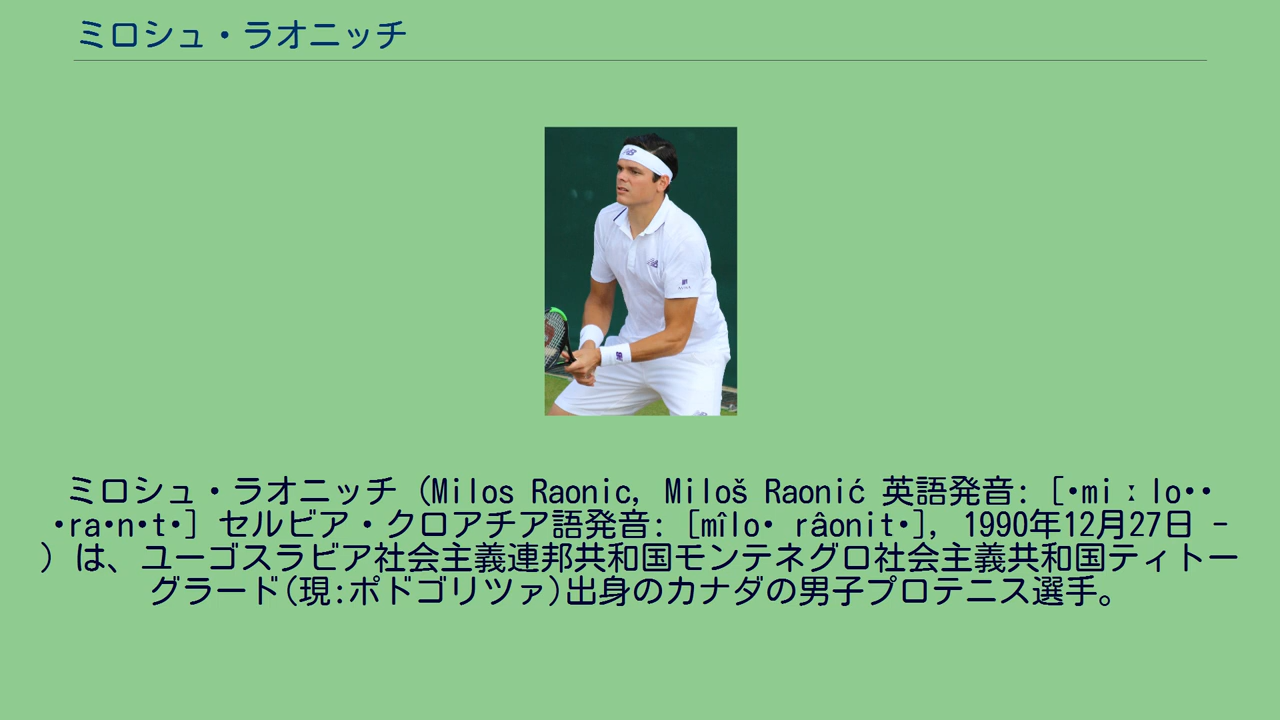 ミロシュ・ラオニッチ
ミロシュ・ラオニッチ (Milos Raonic, Miloš Raonić 英語発音: [•miːlo••
•ra•n•t•] セルビア・クロアチア語発音: [mîlo• râonit•], 1990年12月27日 -
) は、ユーゴスラビア社会主義連邦共和国モンテネグロ社会主義共和国ティトー
グラード(現:ポドゴリツァ)出身のカナダの男子プロテニス選手。